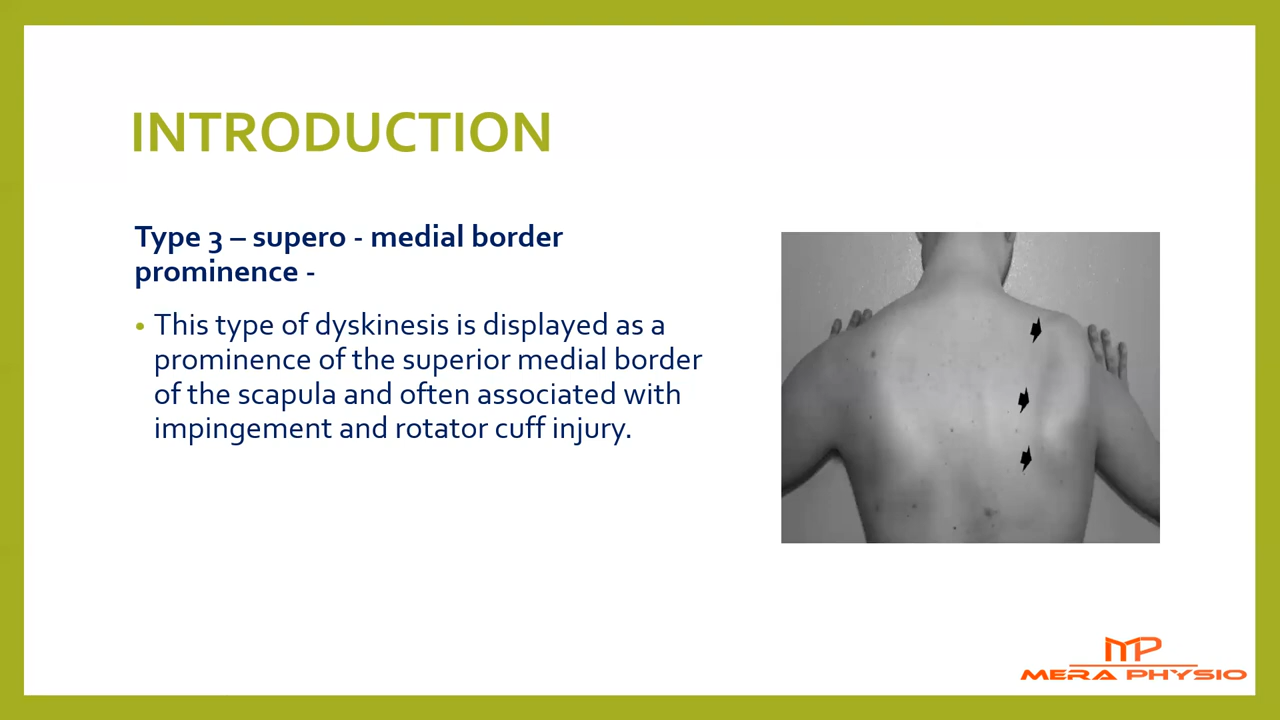 INTRODUCTION
Type 3 – supero - medial border
prominence -
• This type of dyskinesis is displayed as a
prominence of the superior medial border
of the scapula and often associated with
impingement and rotator cuff injury.
MP
MERA PHYSIO